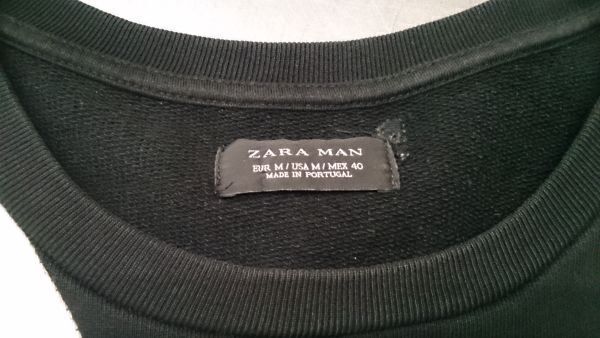 ZARA MAN
EUR M / USA M / MEX 40
MADE IN PORTUGAL